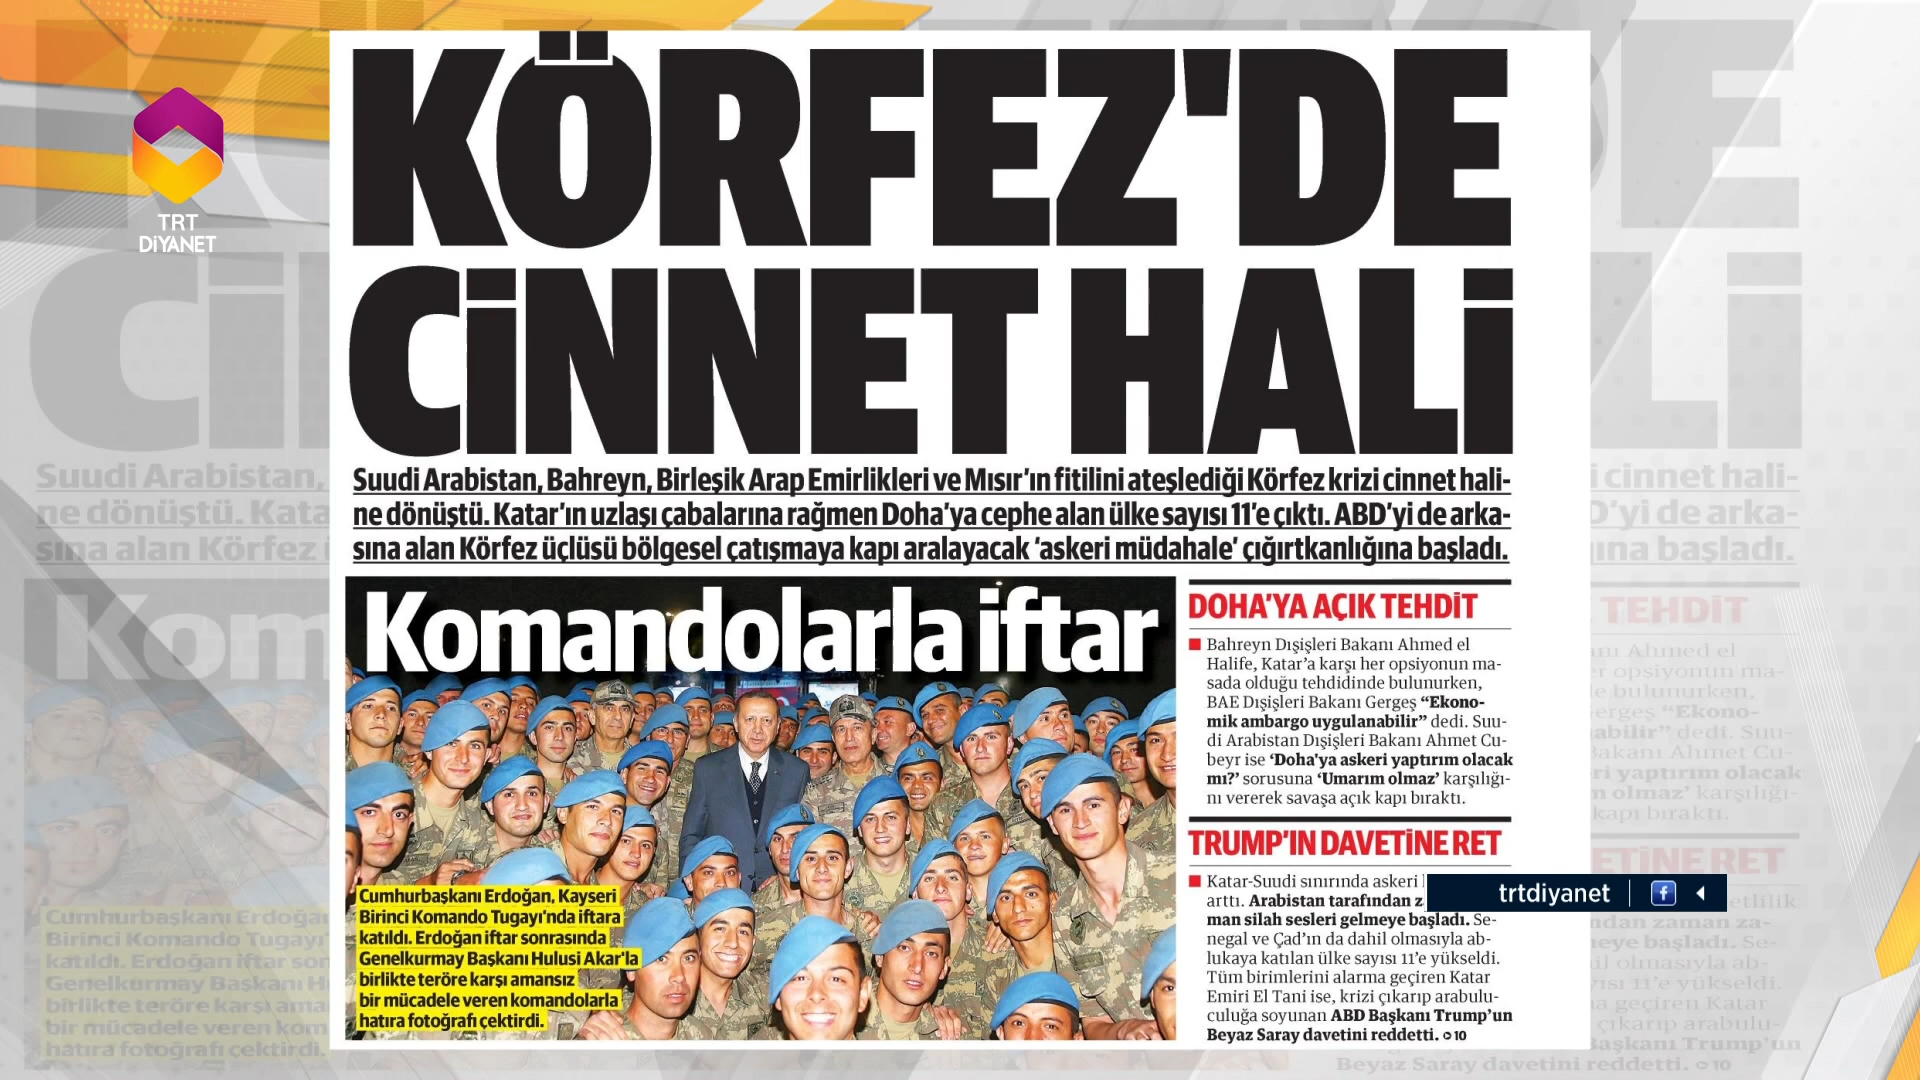 TRT
DİYANET
KÖRFEZ'DE
CİNNET HALİ
Suudi Arabistan, Bahreyn, Birleşik Arap Emirlikleri ve Mısır'ın fitilini ateşlediği Körfez krizi cinnet hali-
ne dönüştü. Katar'ın uzlaşı çabalarına rağmen Doha'ya cephe alan ülke sayısı 11'e çıktı. ABD'yi de arka-
sına alan Körfez üçlüsü bölgesel çatışmaya kapı aralayacak 'askeri müdahale' çığırtkanlığına başladı.
Komandolarla iftar
Cumhurbaşkanı Erdoğan, Kayseri
Birinci Komando Tugayı'nda iftara
katıldı. Erdoğan iftar sonrasında
Genelkurmay Başkanı Hulusi Akar'la
birlikte teröre karşı amansız
bir mücadele veren komandolarla
hatıra fotoğrafı çektirdi.
DOHA'YA AÇIK TEHDİT
Bahreyn Dışişleri Bakanı Ahmed el
Halife, Katar'a karşı her opsiyonun ma-
sada olduğu tehdidinde bulunurken,
BAE Dışişleri Bakanı Gergeş “Ekono-
mik ambargo uygulanabilir” dedi. Suu-
di Arabistan Dışişleri Bakanı Ahmet Cu-
beyr ise ‘Doha'ya askeri yaptırım olacak
mı?’ sorusuna ‘Umarım olmaz’ karşılığı-
nı vererek savaşa açık kapı bıraktı.
TRUMP'IN DAVETİNE RET
Katar-Suudi sınırında askeri
arttı. Arabistan tarafından
man silah sesleri gelmeye başladı. Se-
negal ve Çad'ın da dahil olmasıyla ab-
lukaya katılan ülke sayısı 11'e yükseldi.
Tüm birimlerini alarma geçiren Katar
Emiri El Tani ise, krizi çıkarıp arabulu-
culuğa soyunan ABD Başkanı Trump'un
Beyaz Saray davetini reddetti. 10
trtdiyanet